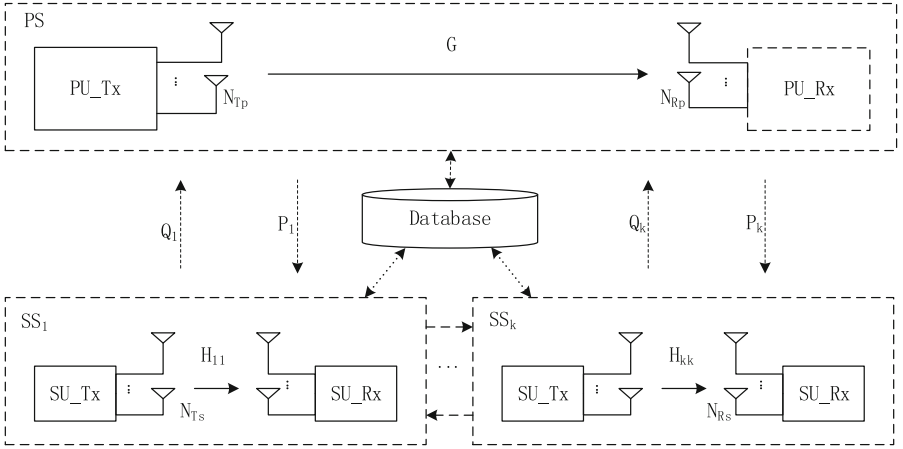 PS
G
PU_Tx
PU_Rx
N_Tp
N_Rp
Q_1
P_1
Database
Q_k
P_k
SS_1
SS_k
H_11
H_kk
SU_Tx
SU_Rx
...
SU_Tx
SU_Rx
N_Ts
N_Rs